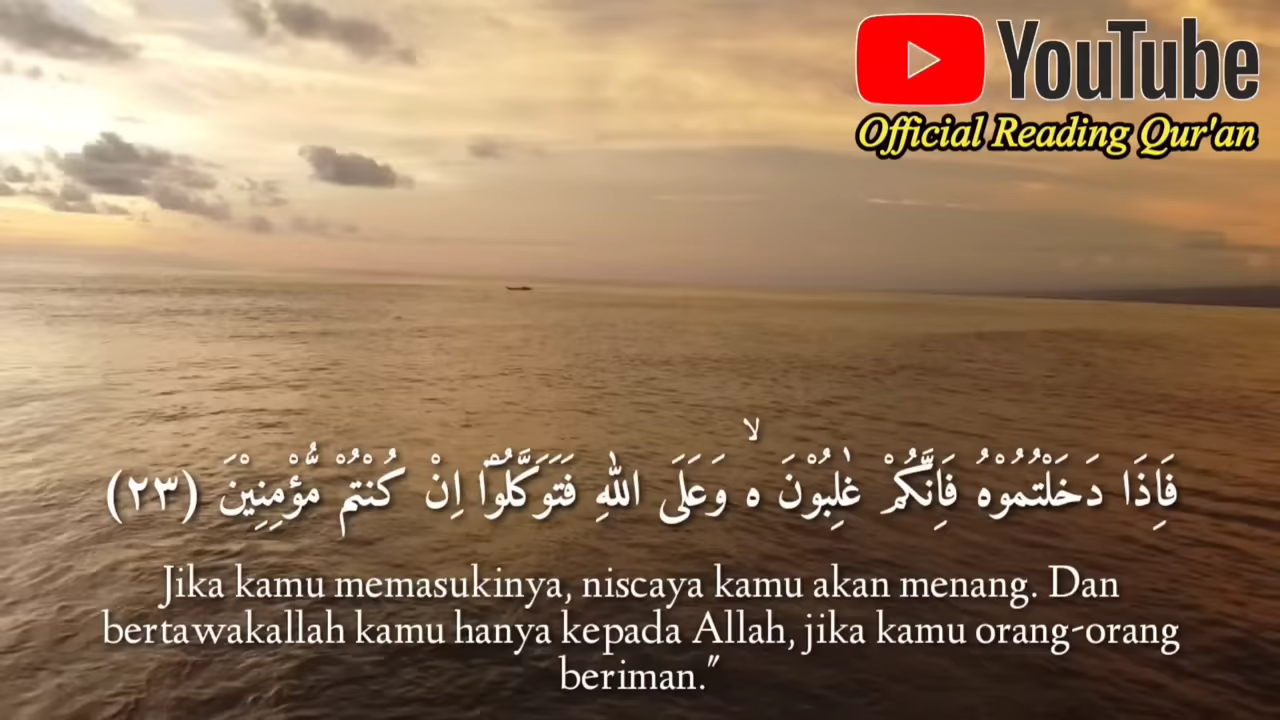 YouTube
Official Reading Qur'an
فَاِذَا دَخَلْتُمُوْهُ فَاِنَّكُمْ غٰلِبُوْنَ ەۙ وَعَلَى اللّٰهِ فَتَوَكَّلُوْٓا اِنْ كُنْتُمْ مُّؤْمِنِيْنَ (٢٣)
Jika kamu memasukinya, niscaya kamu akan menang. Dan
bertawakallah kamu hanya kepada Allah, jika kamu orang-orang
beriman."